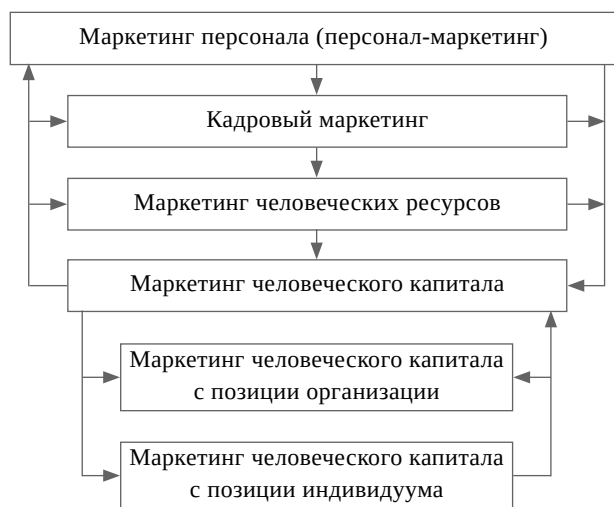 Маркетинг персонала (персонал-маркетинг)
Кадровый маркетинг
Маркетинг человеческих ресурсов
Маркетинг человеческого капитала
Маркетинг человеческого капитала
с позиции организации
Маркетинг человеческого капитала
с позиции индивидуума